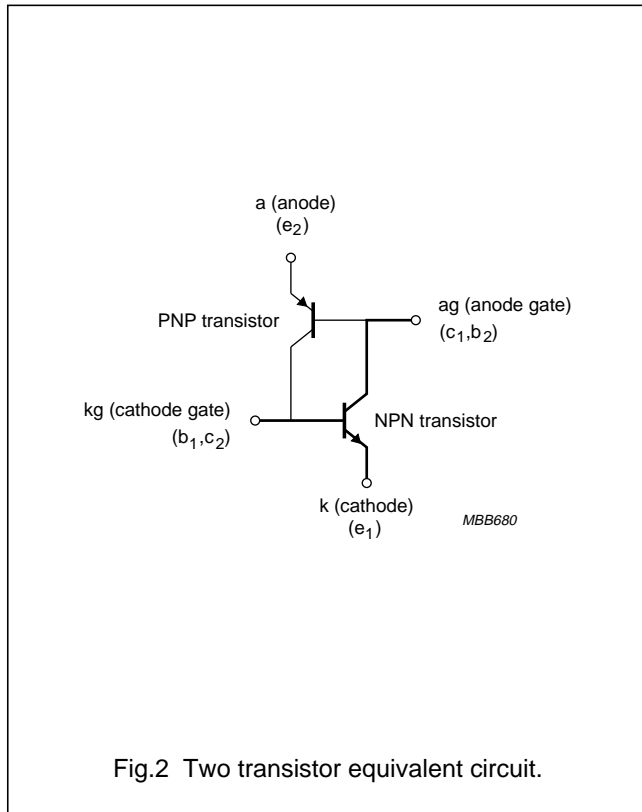 a (anode)
(e2)
PNP transistor
ag (anode gate)
(c1,b2)
kg (cathode gate)
(b1,c2)
NPN transistor
k (cathode)
(e1)
MBB680
Fig.2 Two transistor equivalent circuit.